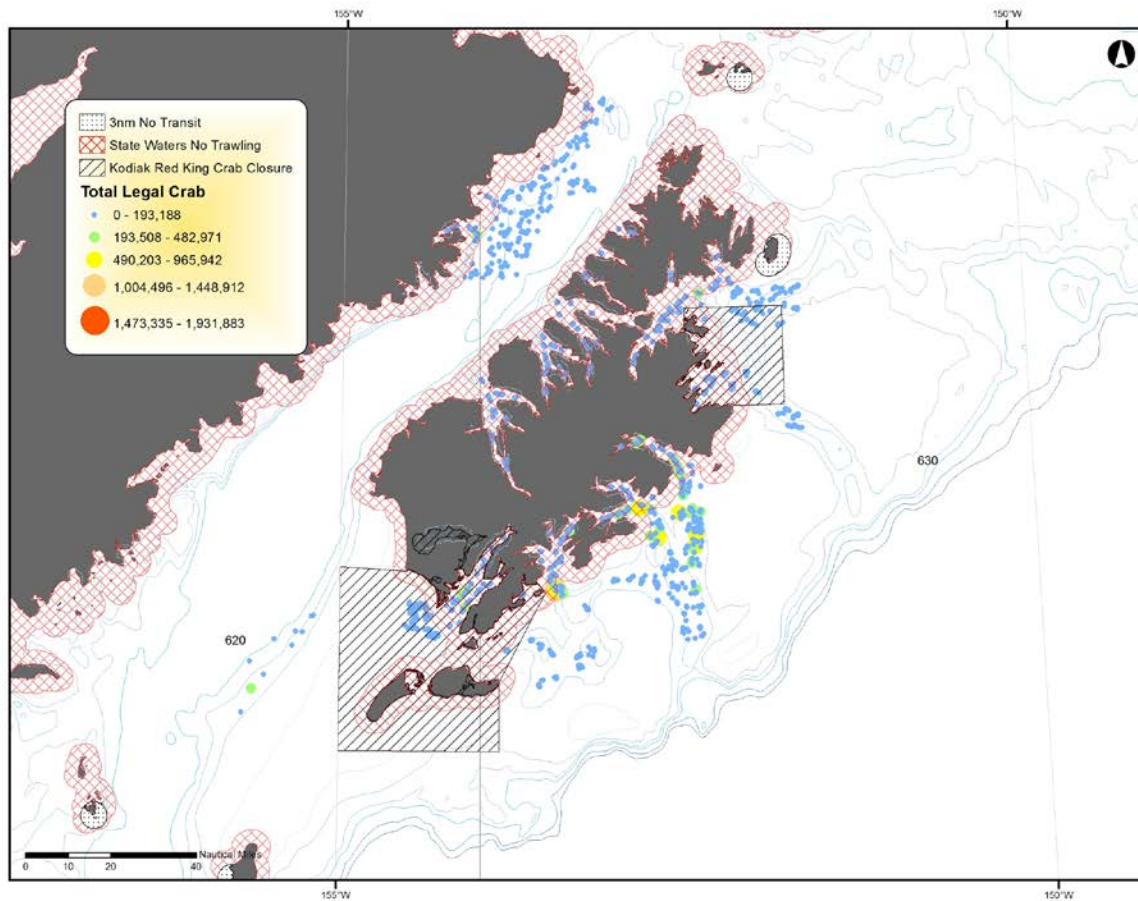 155°W
150°W
3nm No Transit
State Waters No Trawling
Kodiak Red King Crab Closure
Total Legal Crab
0 - 193,188
193,508 - 482,971
490,203 - 965,942
1,004,496 - 1,448,912
1,473,335 - 1,931,883
630
620
Nautical Miles
0 10 20 40
155°W
150°W